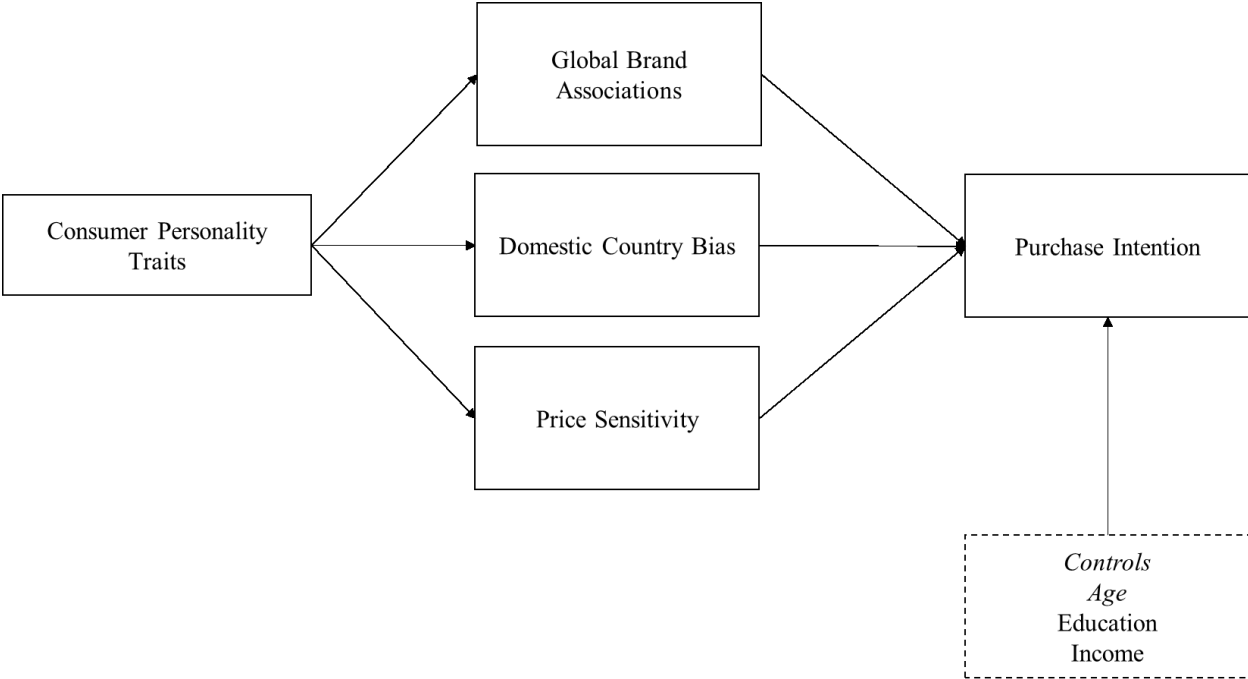 Global Brand
Associations
Consumer Personality
Traits
Domestic Country Bias
Purchase Intention
Price Sensitivity
Controls
Age
Education
Income